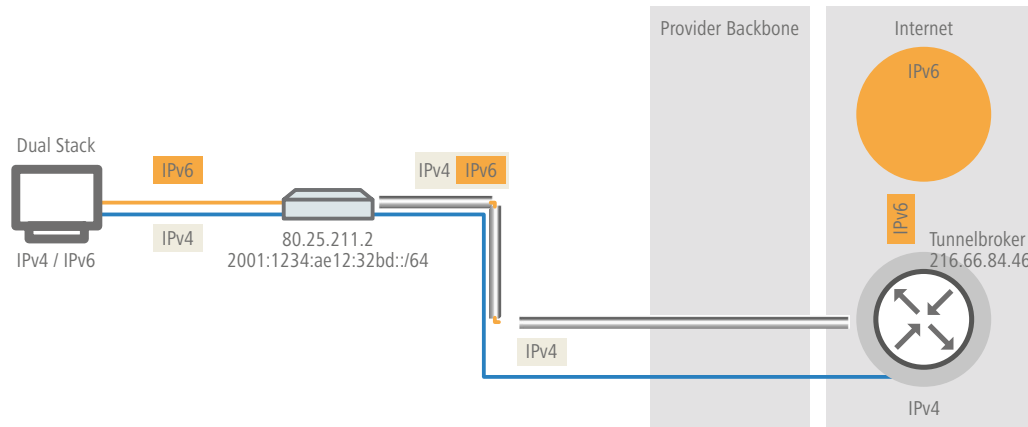 Provider Backbone
Internet
IPv6
Dual Stack
IPv6
IPv4 IPv6
IPv6
IPv4
80.25.211.2
Tunnelbroker
IPv4 / IPv6
2001:1234:ae12:32bd::/64
216.66.84.46
IPv4
IPv4